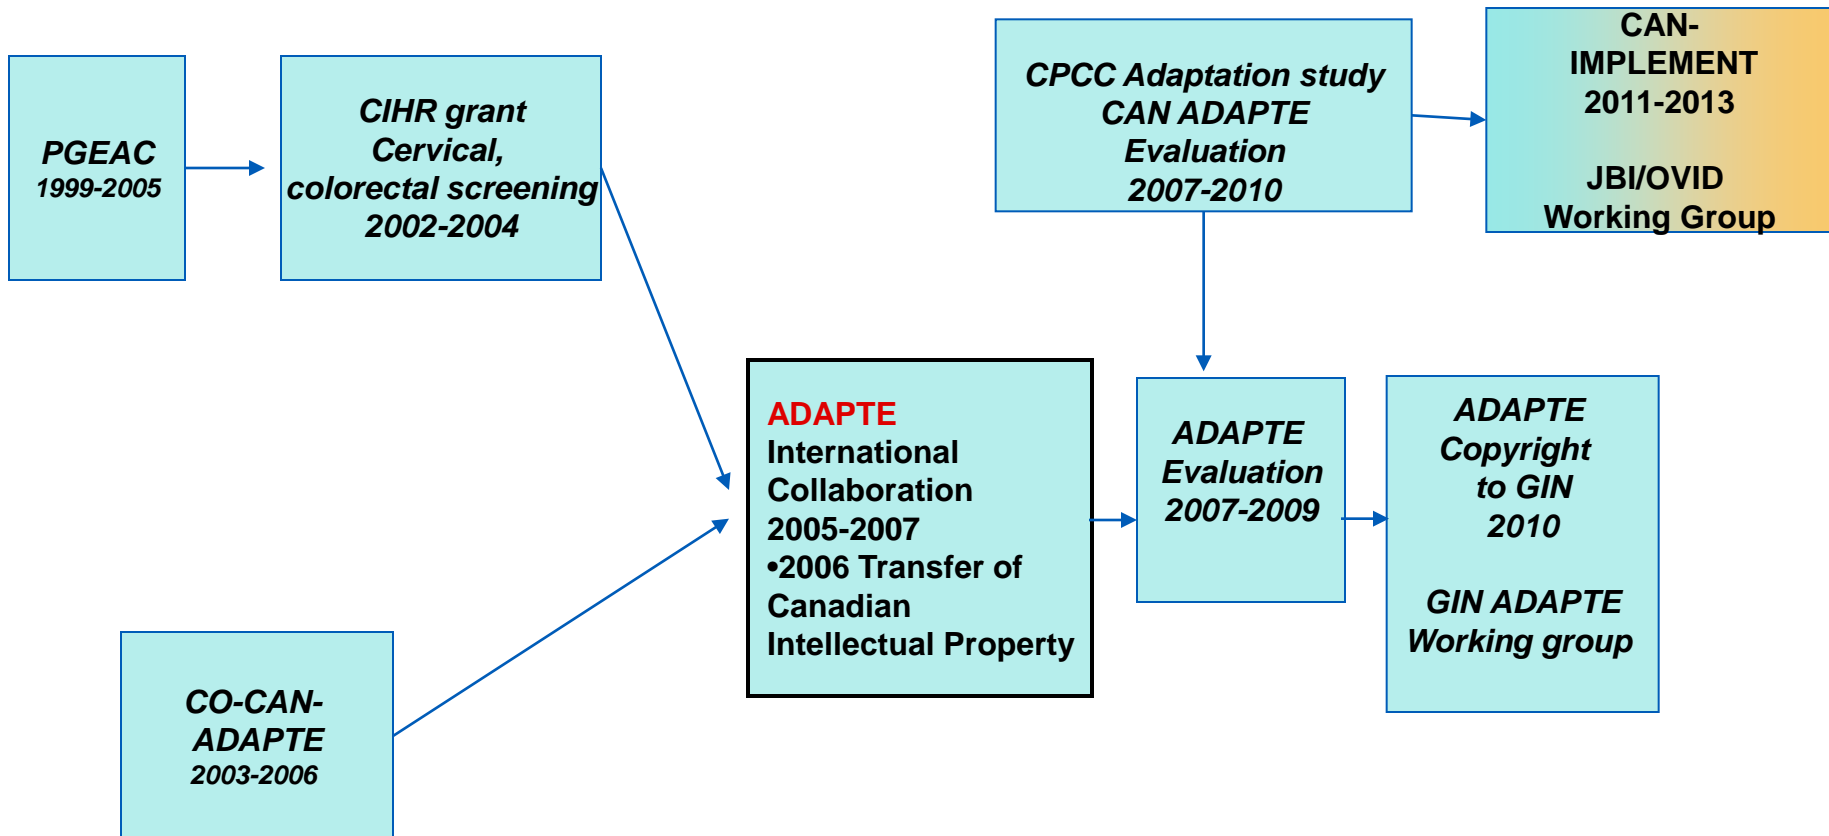 PGEAC
1999-2005
CIHR grant
Cervical,
colorectal screening
2002-2004
CPCC Adaptation study
CAN ADAPTE
Evaluation
2007-2010
CAN-
IMPLEMENT
2011-2013
JBI/OVID
Working Group
CO-CAN-
ADAPTE
2003-2006
ADAPTE
International
Collaboration
2005-2007
•2006 Transfer of
Canadian
Intellectual Property
ADAPTE
Evaluation
2007-2009
ADAPTE
Copyright
to GIN
2010
GIN ADAPTE
Working group